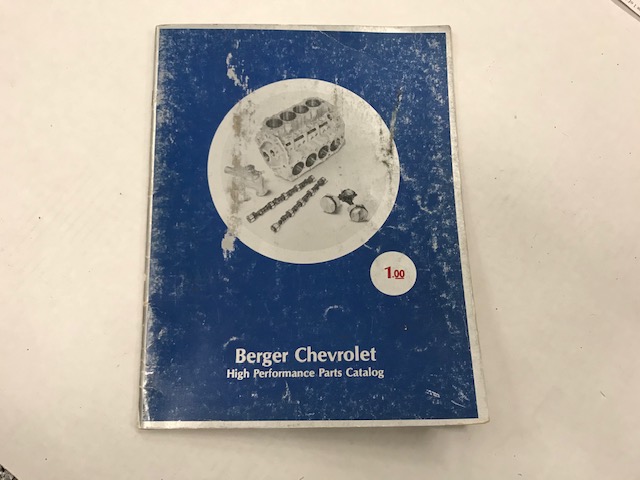 1.00
Berger Chevrolet
High Performance Parts Catalog